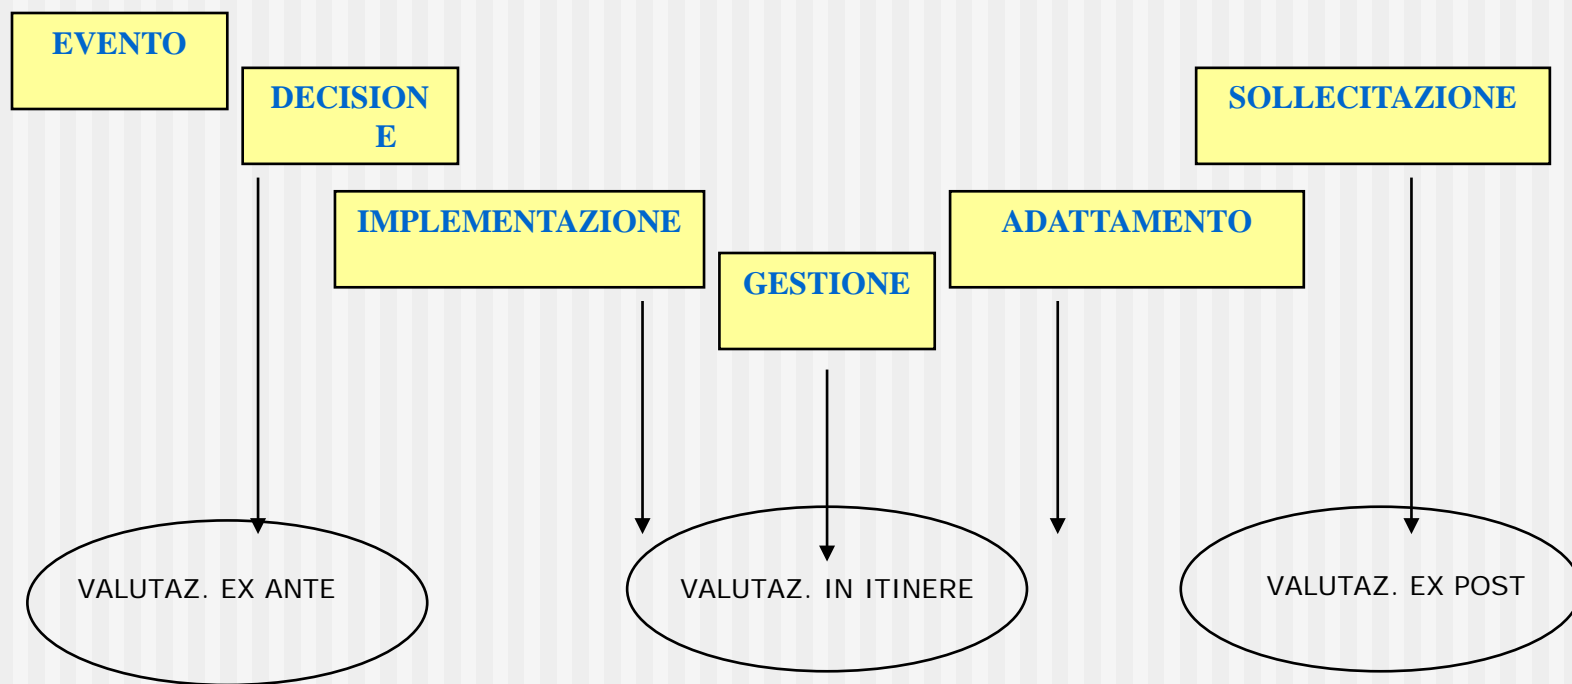 EVENTO
DECISION
E
SOLLECITAZIONE
IMPLEMENTAZIONE
ADATTAMENTO
GESTIONE
VALUTAZ. EX ANTE
VALUTAZ. IN ITINERE
VALUTAZ. EX POST